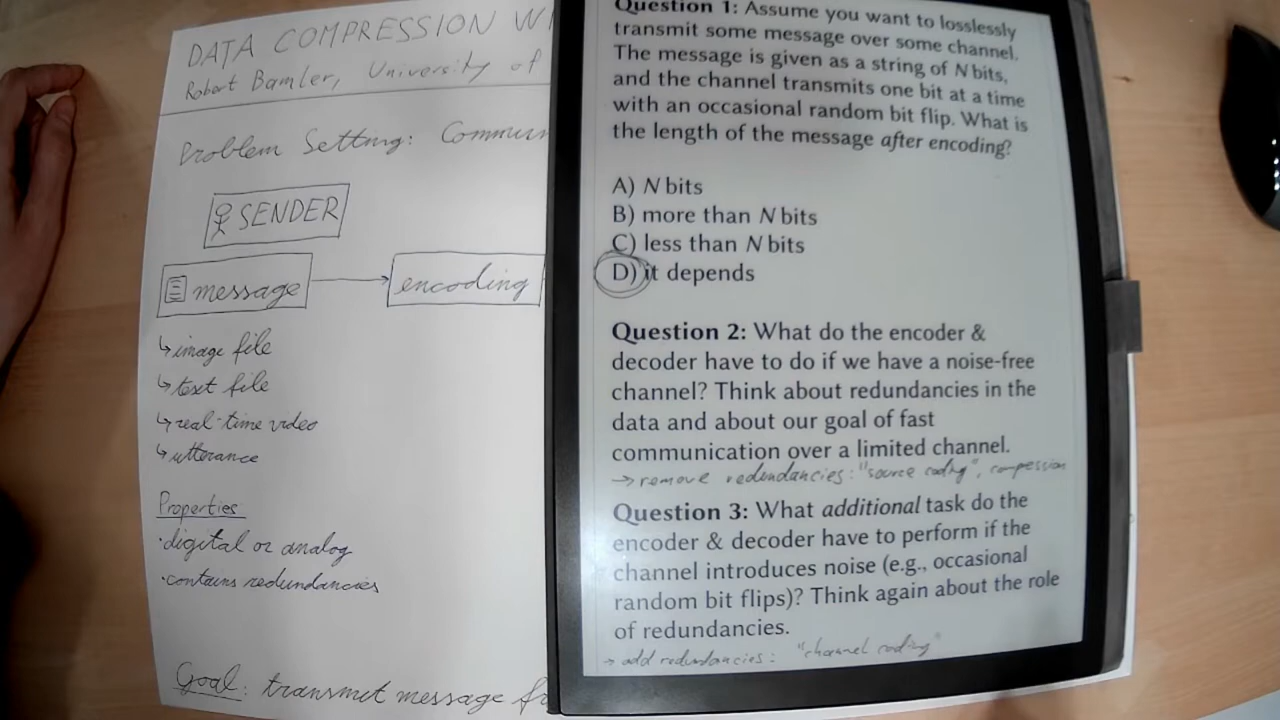 DATA COMPRESSION
Robert Bamler, University of
Problem Setting:
SENDER
message
encoding
↳ image file
↳ text file
↳ real-time video
↳ utterance
Properties
· digital or analog
· contains redundancies
Goal: transmit message
Question 1: Assume you want to losslessly
transmit some message over some channel.
The message is given as a string of N bits,
and the channel transmits one bit at a time
with an occasional random bit flip. What is
the length of the message after encoding?
A) N bits
B) more than N bits
C) less than N bits
D) it depends
Question 2: What do the encoder &
decoder have to do if we have a noise-free
channel? Think about redundancies in the
data and about our goal of fast
communication over a limited channel.
→ remove redundancies: "source coding", compression
Question 3: What additional task do the
encoder & decoder have to perform if the
channel introduces noise (e.g., occasional
random bit flips)? Think again about the role
of redundancies.
→ add redundancies: "channel coding"